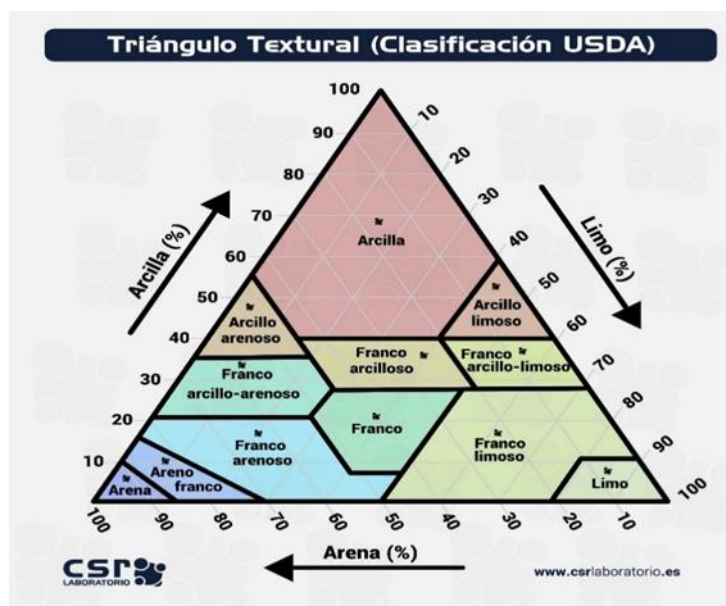 Triángulo Textural (Clasificación USDA)
100
90
80
70
60
50
40
30
20
10
Arcilla (%)
10
20
30
40
50
60
70
80
90
100
Limo (%)
Arcilla
Arcillo
arenoso
Arcillo
limoso
Franco
arcilloso
Franco
arcillo-limoso
Franco
arcillo-arenoso
Franco
Franco
arenoso
Franco
limoso
Areno
franco
Arena
Limo
100
90
80
70
60
50
40
30
20
10
Arena (%)
csr
LABORATORIO
www.csrlaboratorio.es